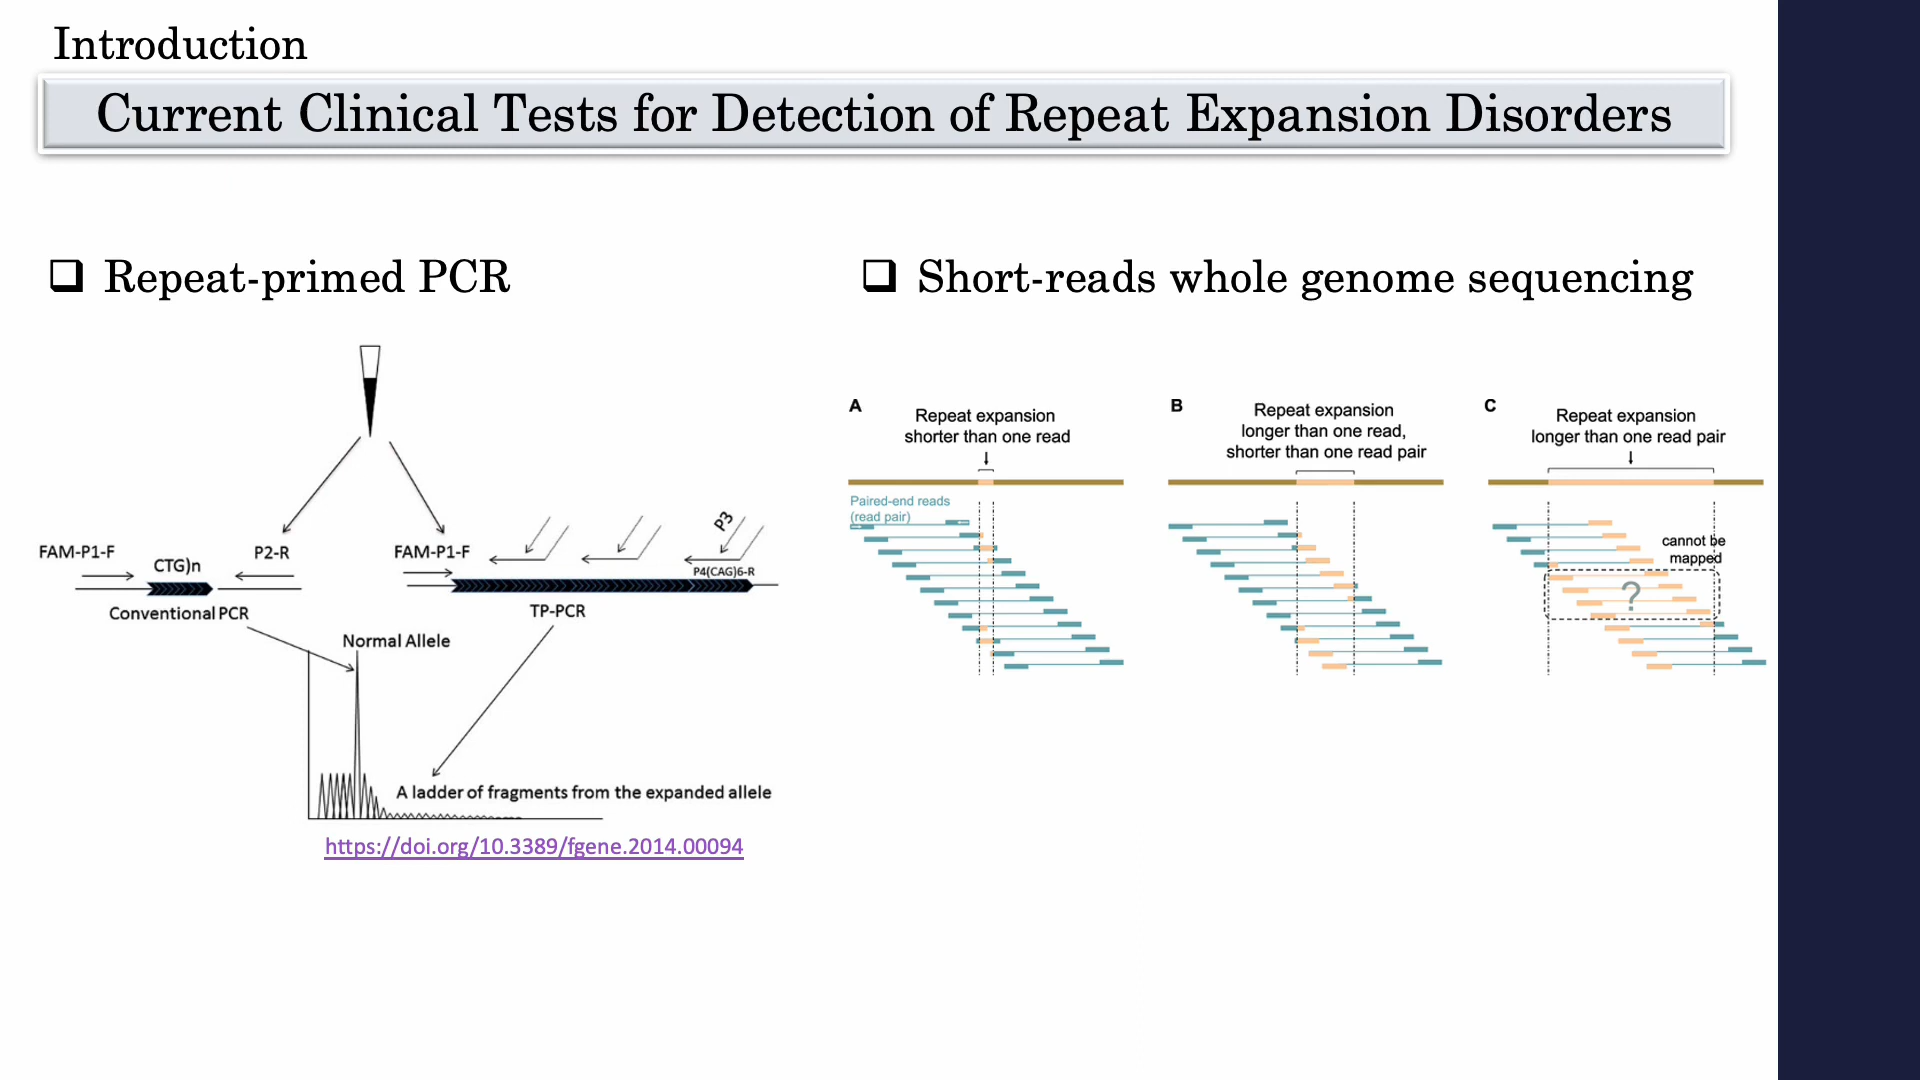 Introduction
Current Clinical Tests for Detection of Repeat Expansion Disorders
Repeat-primed PCR
FAM-P1-F
CTG)n
P2-R
Conventional PCR
FAM-P1-F
P3
P4(CAG)6-R
TP-PCR
Normal Allele
A ladder of fragments from the expanded allele
https://doi.org/10.3389/fgene.2014.00094
Short-reads whole genome sequencing
A
Repeat expansion
shorter than one read
Paired-end reads
(read pair)
B
Repeat expansion
longer than one read,
shorter than one read pair
C
Repeat expansion
longer than one read pair
cannot be
mapped
?